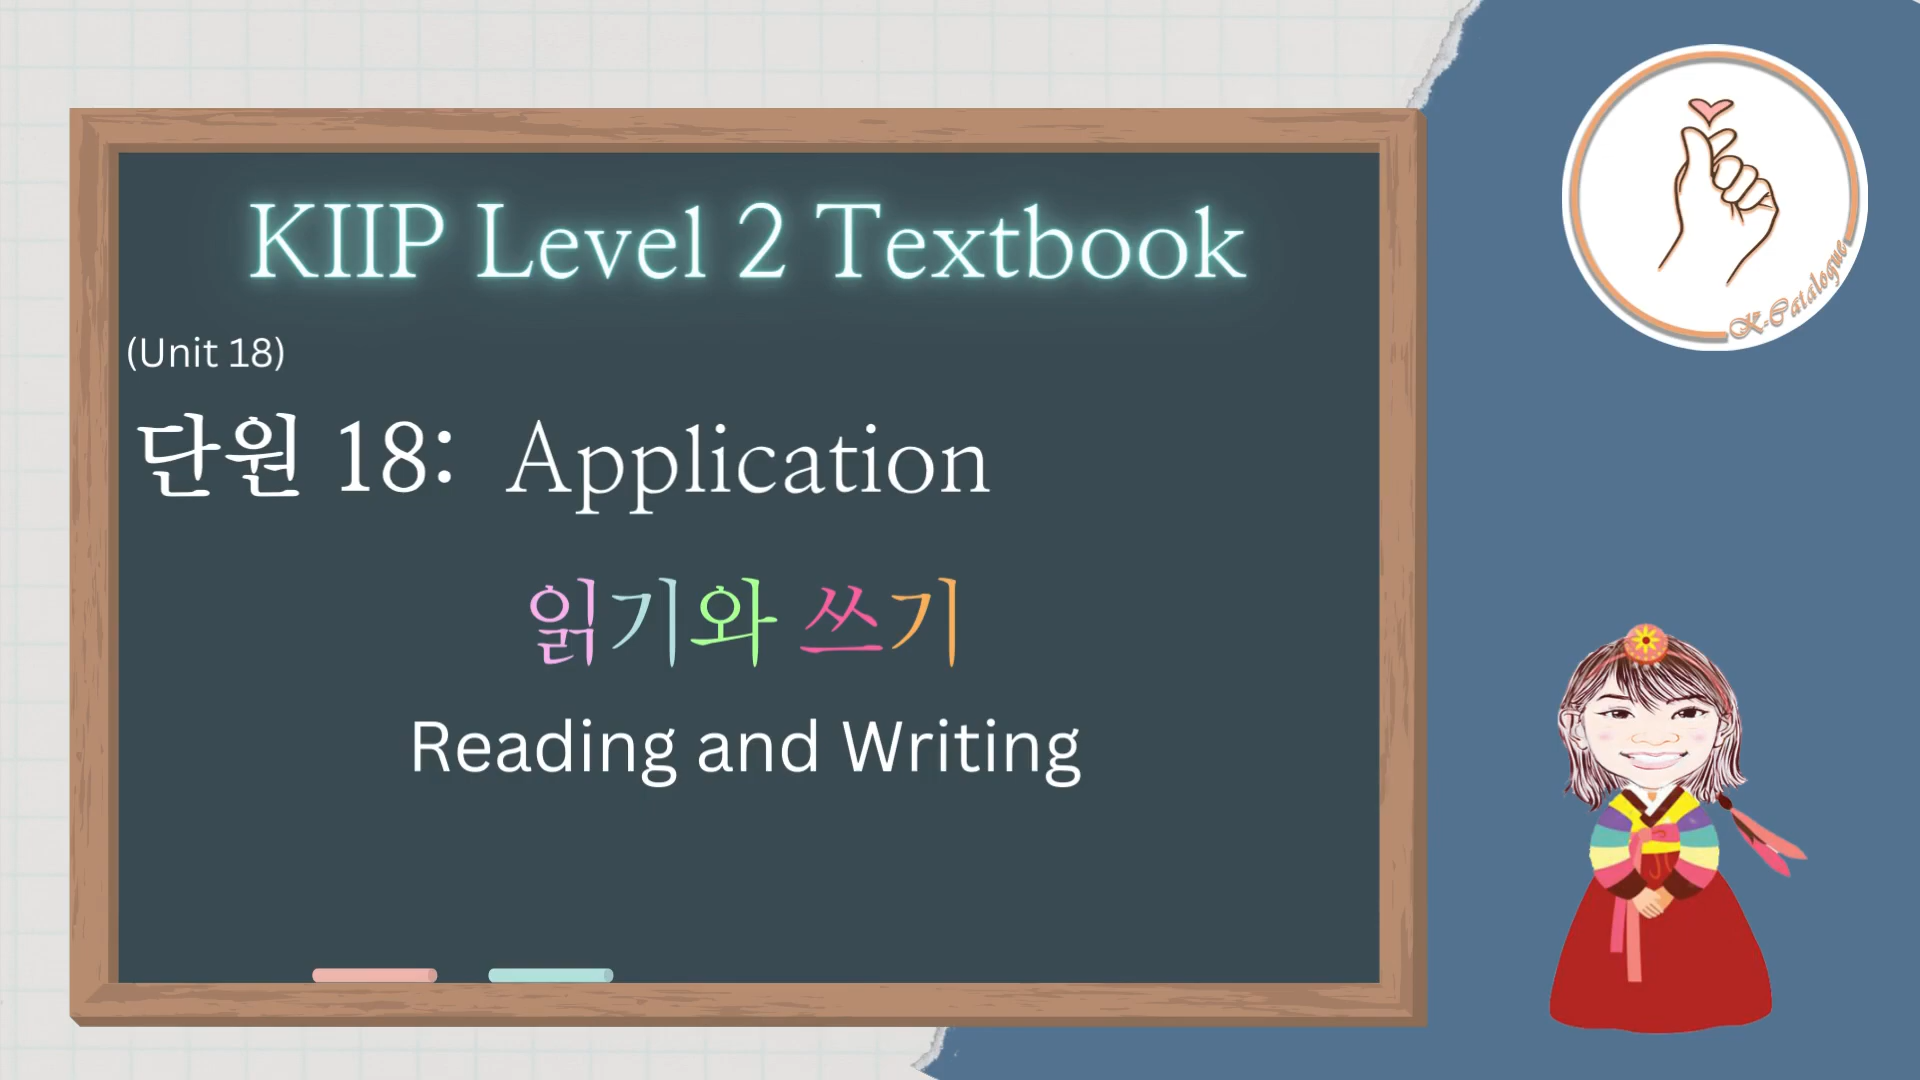 KIIP Level 2 Textbook
(Unit 18)
단원 18: Application
읽기와 쓰기
Reading and Writing
K-Catalogue